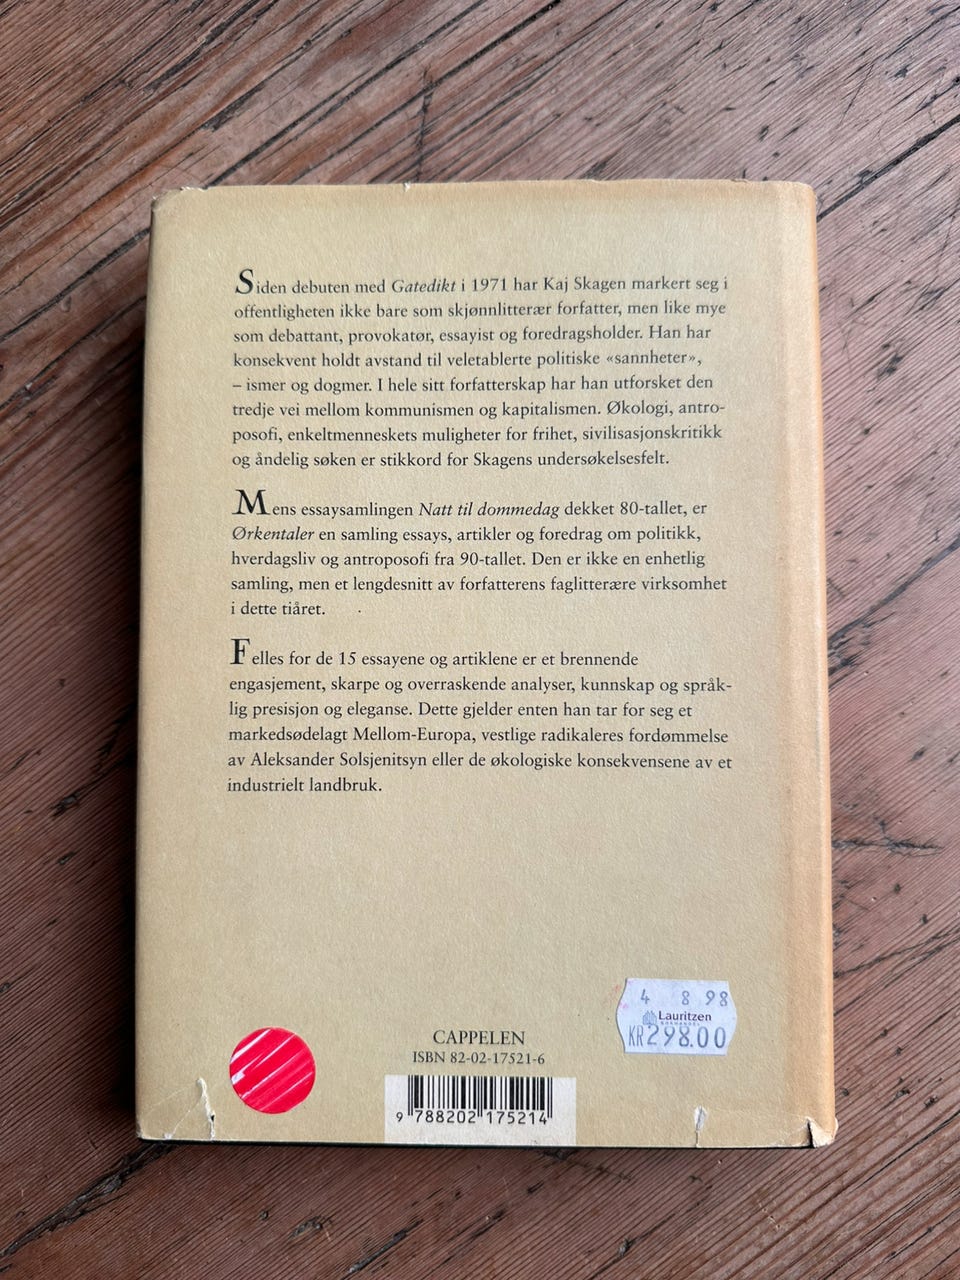 Siden debuten med Gatedikt i 1971 har Kaj Skagen markert seg i
offentligheten ikke bare som skjønnlitterær forfatter, men like mye
som debattant, provokatør, essayist og foredragsholder. Han har
konsekvent holdt avstand til veletablerte politiske «sannheter»,
– ismer og dogmer. I hele sitt forfatterskap har han utforsket den
tredje vei mellom kommunismen og kapitalismen. Økologi, antro-
posofi, enkeltmenneskets muligheter for frihet, sivilisasjonskritikk
og åndelig søken er stikkord for Skagens undersøkelsesfelt.
Mens essaysamlingen Natt til dommedag dekket 80-tallet, er
Ørkentaler en samling essays, artikler og foredrag om politikk,
hverdagsliv og antroposofi fra 90-tallet. Den er ikke en enhetlig
samling, men et lengdesnitt av forfatterens faglitterære virksomhet
i dette tiåret.
Felles for de 15 essayene og artiklene er et brennende
engasjement, skarpe og overraskende analyser, kunnskap og språk-
lig presisjon og eleganse. Dette gjelder enten han tar for seg et
markedsødelagt Mellom-Europa, vestlige radikaleres fordømmelse
av Aleksander Solsjenitsyn eller de økologiske konsekvensene av et
industrielt landbruk.
4 8 98
Lauritzen
BOKHANDEL
KR298.00
CAPPELEN
ISBN 82-02-17521-6
9 788202 175214